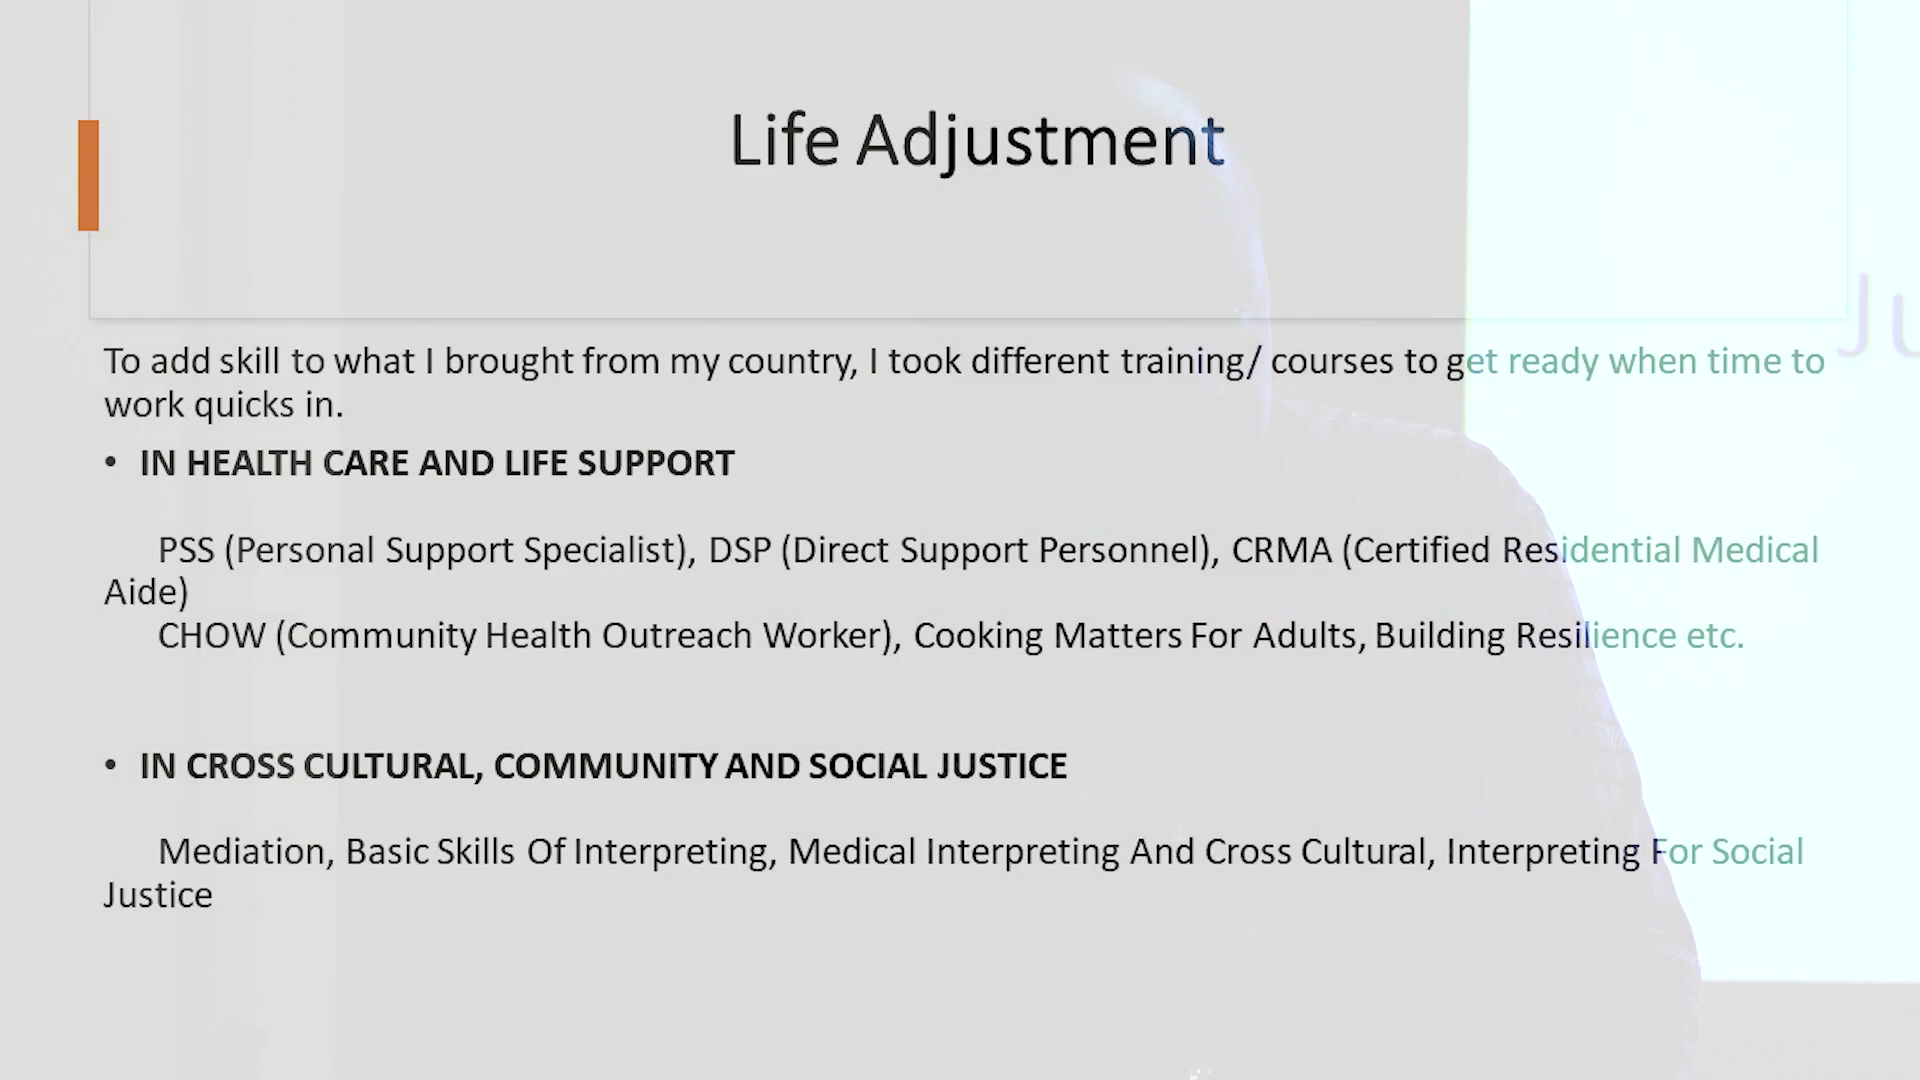 Life Adjustment
To add skill to what I brought from my country, I took different training/ courses to get ready when time to
work quicks in.
• IN HEALTH CARE AND LIFE SUPPORT
PSS (Personal Support Specialist), DSP (Direct Support Personnel), CRMA (Certified Residential Medical
Aide)
CHOW (Community Health Outreach Worker), Cooking Matters For Adults, Building Resilience etc.
• IN CROSS CULTURAL, COMMUNITY AND SOCIAL JUSTICE
Mediation, Basic Skills Of Interpreting, Medical Interpreting And Cross Cultural, Interpreting For Social
Justice